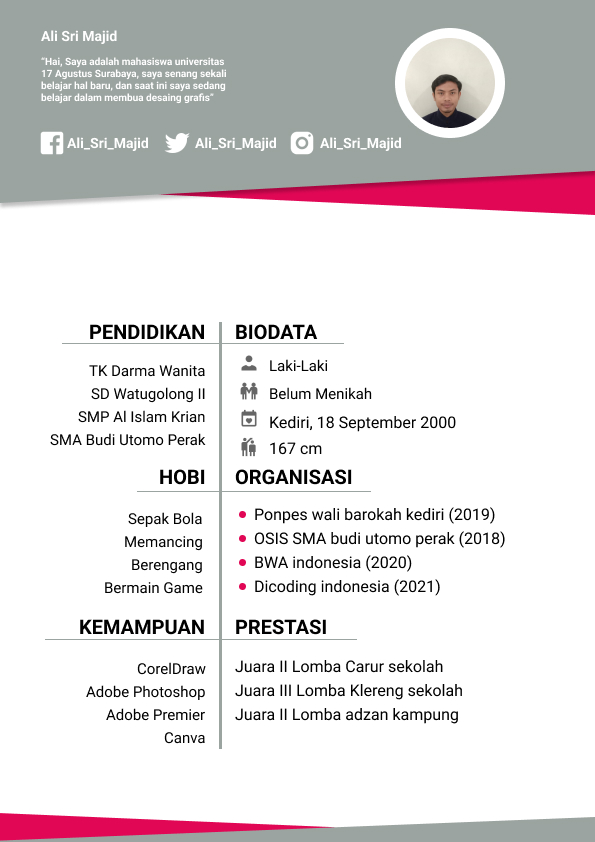 Ali Sri Majid
"Hai, Saya adalah mahasiswa universitas
17 Agustus Surabaya, saya senang sekali
belajar hal baru, dan saat ini saya sedang
belajar dalam membua desaing grafis"
Ali_Sri_Majid
Ali_Sri_Majid
Ali_Sri_Majid
PENDIDIKAN
TK Darma Wanita
SD Watugolong II
SMP Al Islam Krian
SMA Budi Utomo Perak
BIODATA
Laki-Laki
Belum Menikah
Kediri, 18 September 2000
167 cm
HOBI
Sepak Bola
Memancing
Berengang
Bermain Game
ORGANISASI
Ponpes wali barokah kediri (2019)
OSIS SMA budi utomo perak (2018)
BWA indonesia (2020)
Dicoding indonesia (2021)
KEMAMPUAN
CorelDraw
Adobe Photoshop
Adobe Premier
Canva
PRESTASI
Juara II Lomba Carur sekolah
Juara III Lomba Klereng sekolah
Juara II Lomba adzan kampung